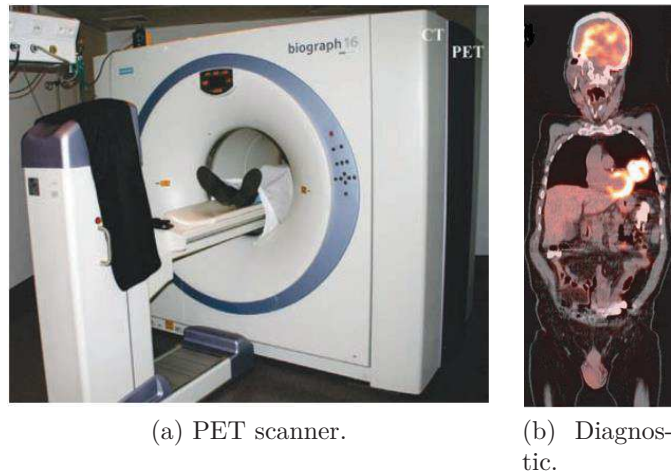 biograph 16
CT
PET
(a) PET scanner.
(b) Diagnos-
tic.